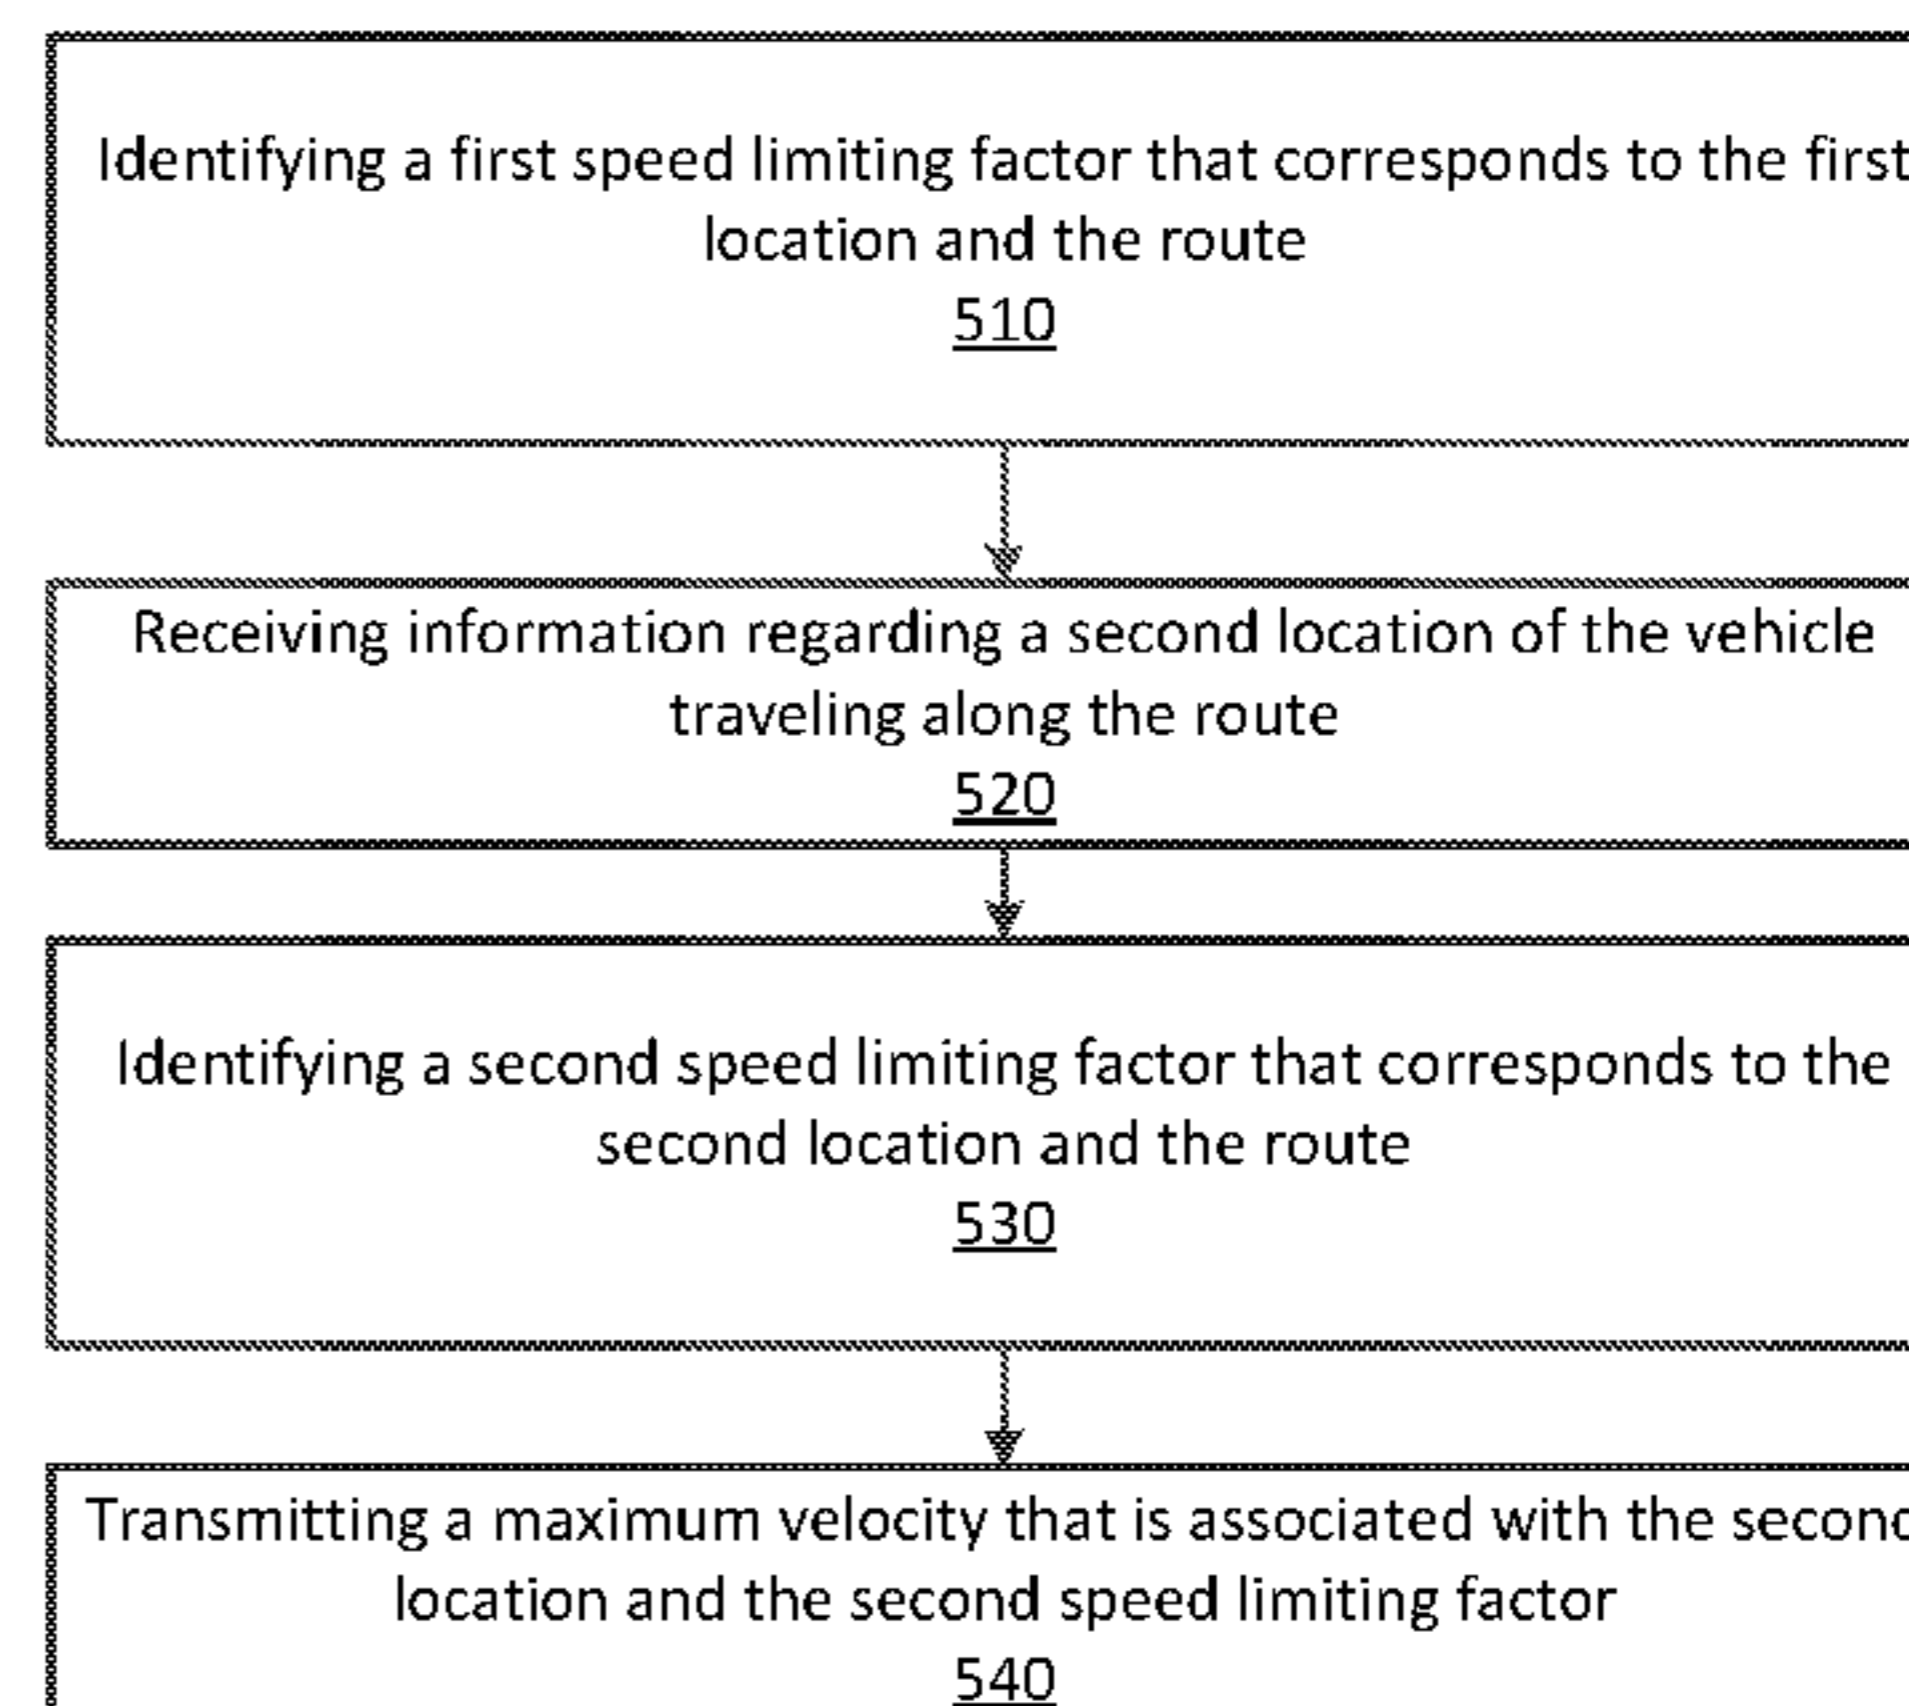 Identifying a first speed limiting factor that corresponds to the first
location and the route
510
Receiving information regarding a second location of the vehicle
traveling along the route
520
Identifying a second speed limiting factor that corresponds to the
second location and the route
530
Transmitting a maximum velocity that is associated with the second
location and the second speed limiting factor
540